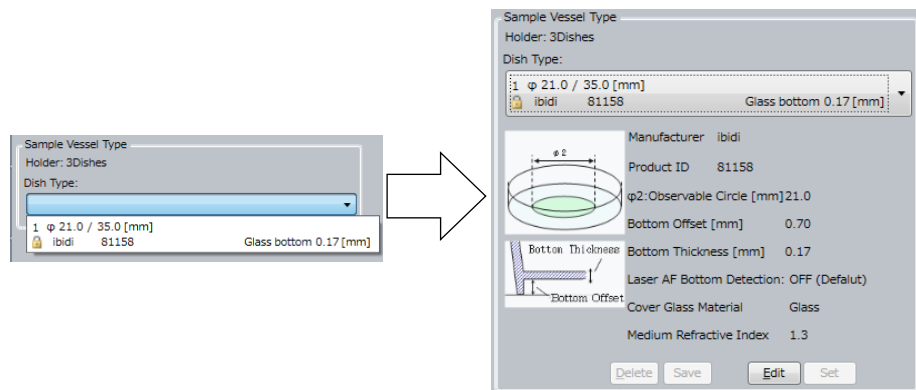 Sample Vessel Type
Holder: 3Dishes
Dish Type:
1 φ 21.0 / 35.0 [mm]
ibidi 81158 Glass bottom 0.17 [mm]
Sample Vessel Type
Holder: 3Dishes
Dish Type:
1 φ 21.0 / 35.0 [mm]
ibidi 81158 Glass bottom 0.17 [mm]
φ2
Manufacturer ibidi
Product ID 81158
φ2:Observable Circle [mm] 21.0
Bottom Offset [mm] 0.70
Bottom Thickness
Bottom Offset
Bottom Thickness [mm] 0.17
Laser AF Bottom Detection: OFF (Defalut)
Cover Glass Material Glass
Medium Refractive Index 1.3
Delete Save Edit Set